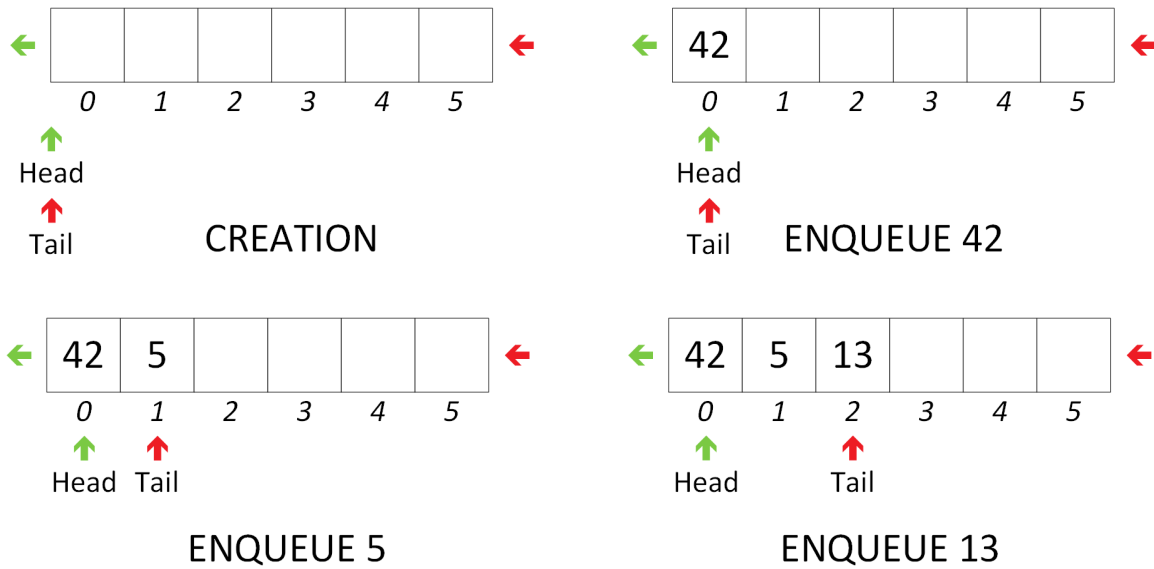 0 1 2 3 4 5
Head
Tail
CREATION
42
0 1 2 3 4 5
Head
Tail
ENQUEUE 42
42 5
0 1 2 3 4 5
Head Tail
ENQUEUE 5
42 5 13
0 1 2 3 4 5
Head Tail
ENQUEUE 13